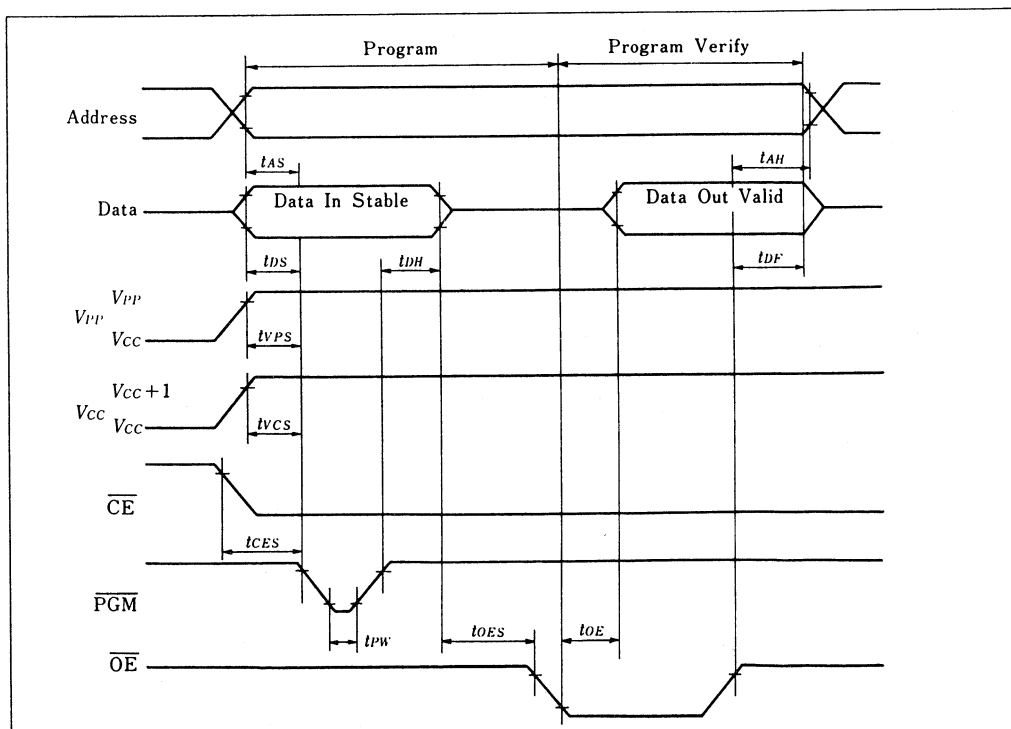 Program Program Verify
Address
tAS tAH
Data Data In Stable Data Out Valid
tDS tDH tDF
VPP
VPP
VCC tVPS
VCC+1
VCC
VCC tVCS
CE
tCES
PGM
tPW tOES tOE
OE